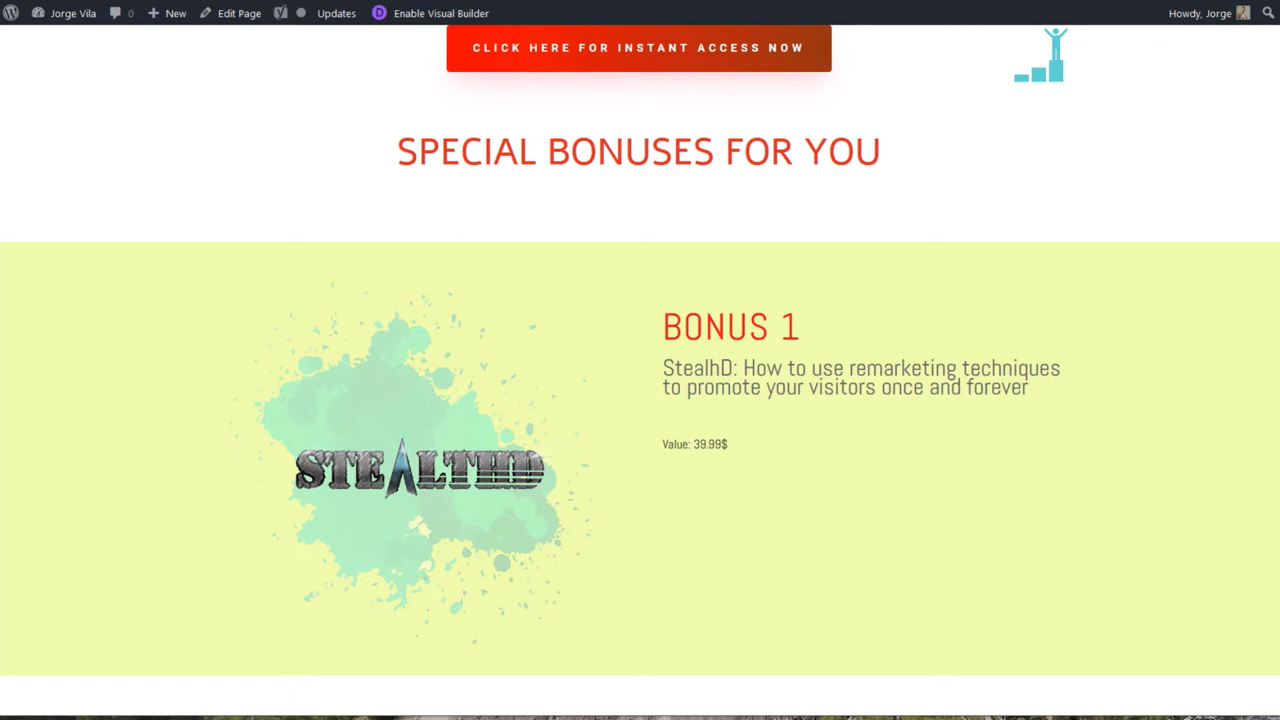 Jorge Vila 0 New Edit Page Updates Enable Visual Builder Howdy, Jorge
CLICK HERE FOR INSTANT ACCESS NOW
SPECIAL BONUSES FOR YOU
BONUS 1
StealhD: How to use remarketing techniques
to promote your visitors once and forever
Value: 39.99$
STEALTHD